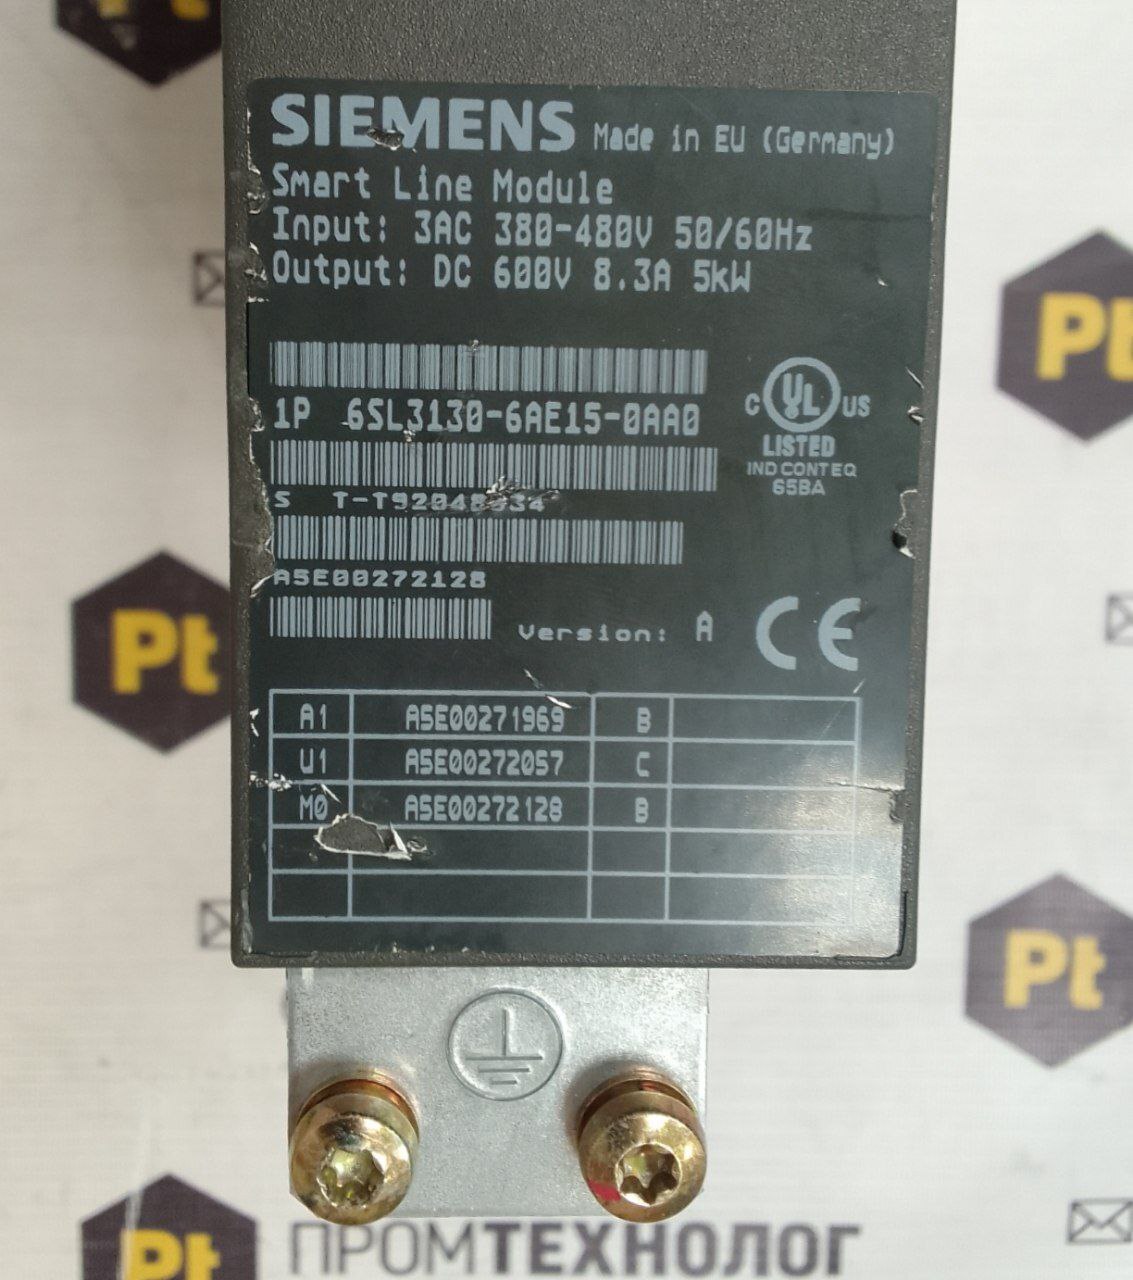 Pt
SIEMENS Made in EU (Germany)
Smart Line Module
Input: 3AC 380-480V 50/60Hz
Output: DC 600V 8.3A 5kW
Pt
1P 6SL3130-6AE15-0AA0
C UL US
LISTED
IND CONT EQ
65BA
S
A5E00272128
Version: A
CE
Pt
A1 A5E00271969 B
U1 A5E00272057 C
M0 A5E00272128 B
Pt
Pt
ПРОМТЕХНОЛОГ